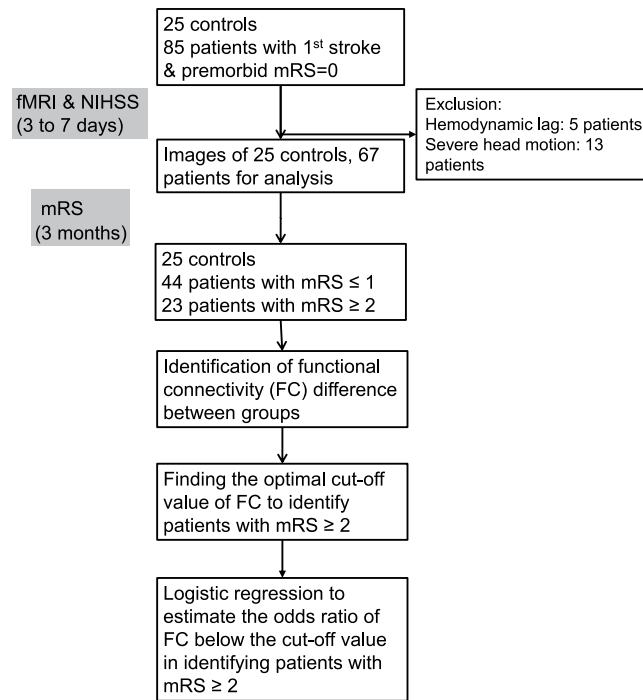 25 controls
85 patients with 1st stroke
& premorbid mRS=0
fMRI & NIHSS
(3 to 7 days)
Exclusion:
Hemodynamic lag: 5 patients
Severe head motion: 13
patients
Images of 25 controls, 67
patients for analysis
mRS
(3 months)
25 controls
44 patients with mRS ≤ 1
23 patients with mRS ≥ 2
Identification of functional
connectivity (FC) difference
between groups
Finding the optimal cut-off
value of FC to identify
patients with mRS ≥ 2
Logistic regression to
estimate the odds ratio of
FC below the cut-off value
in identifying patients with
mRS ≥ 2